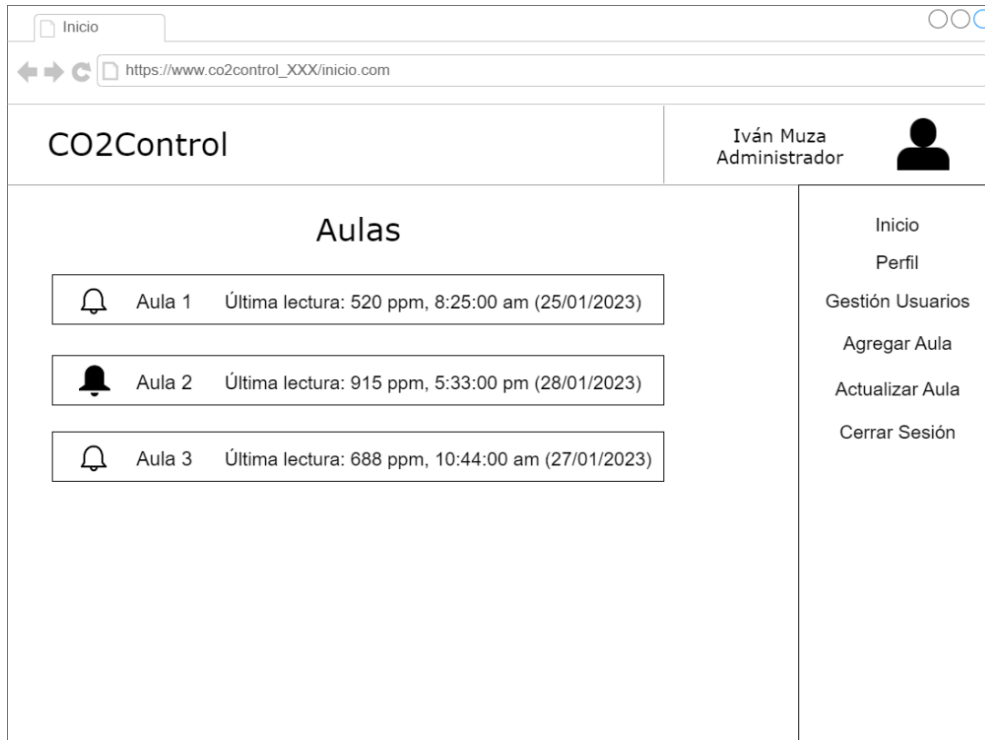 Inicio
https://www.co2control_XXX/inicio.com
CO2Control
Iván Muza
Administrador
Aulas
Aula 1 Última lectura: 520 ppm, 8:25:00 am (25/01/2023)
Aula 2 Última lectura: 915 ppm, 5:33:00 pm (28/01/2023)
Aula 3 Última lectura: 688 ppm, 10:44:00 am (27/01/2023)
Inicio
Perfil
Gestión Usuarios
Agregar Aula
Actualizar Aula
Cerrar Sesión